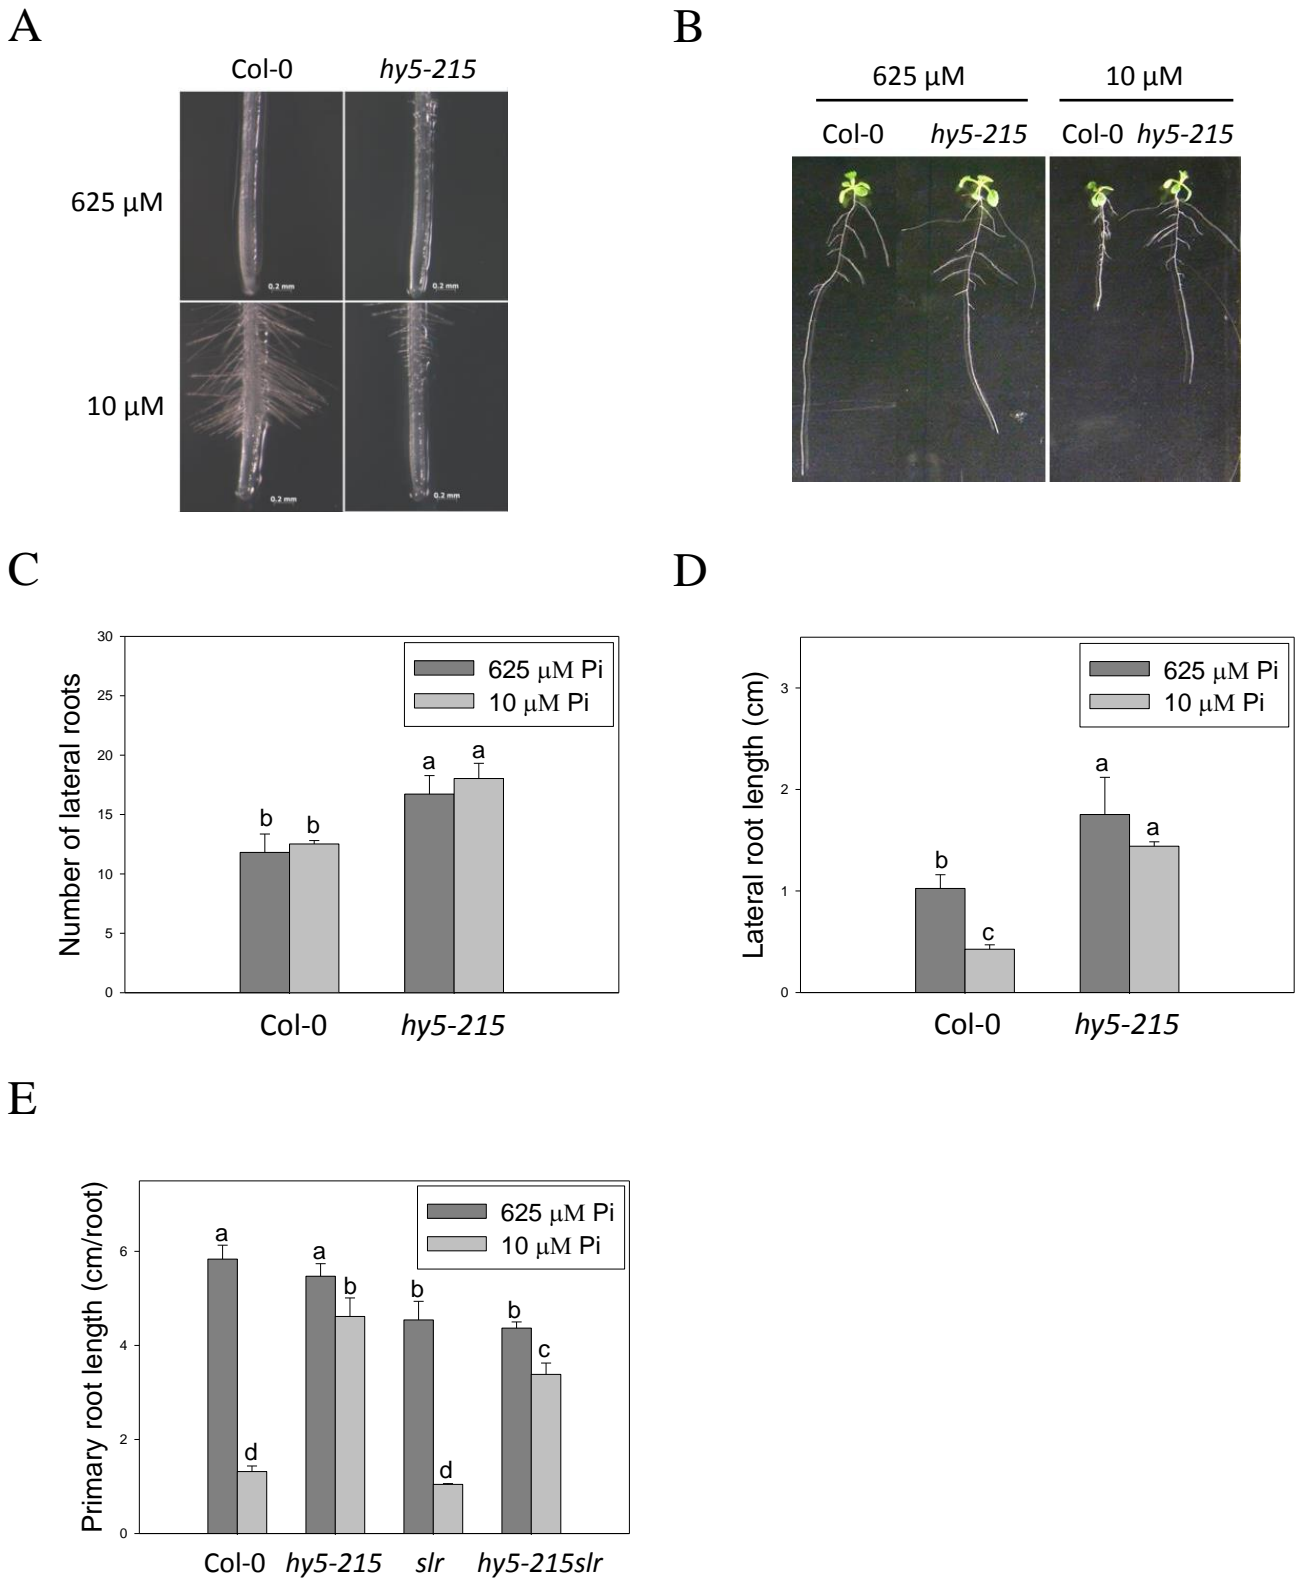 A
B
Col-0 hy5-215
625 µM
10 µM
0.2 mm
0.2 mm
0.2 mm
0.2 mm
625 µM 10 µM
Col-0 hy5-215 Col-0 hy5-215
C
D
30
25
20
15
10
5
0
Number of lateral roots
625 µM Pi
10 µM Pi
b b a a
Col-0 hy5-215
3
2
1
0
Lateral root length (cm)
625 µM Pi
10 µM Pi
b c a a
Col-0 hy5-215
E
6
4
2
0
Primary root length (cm/root)
625 µM Pi
10 µM Pi
a d a b b d b c
Col-0 hy5-215 slr hy5-215slr